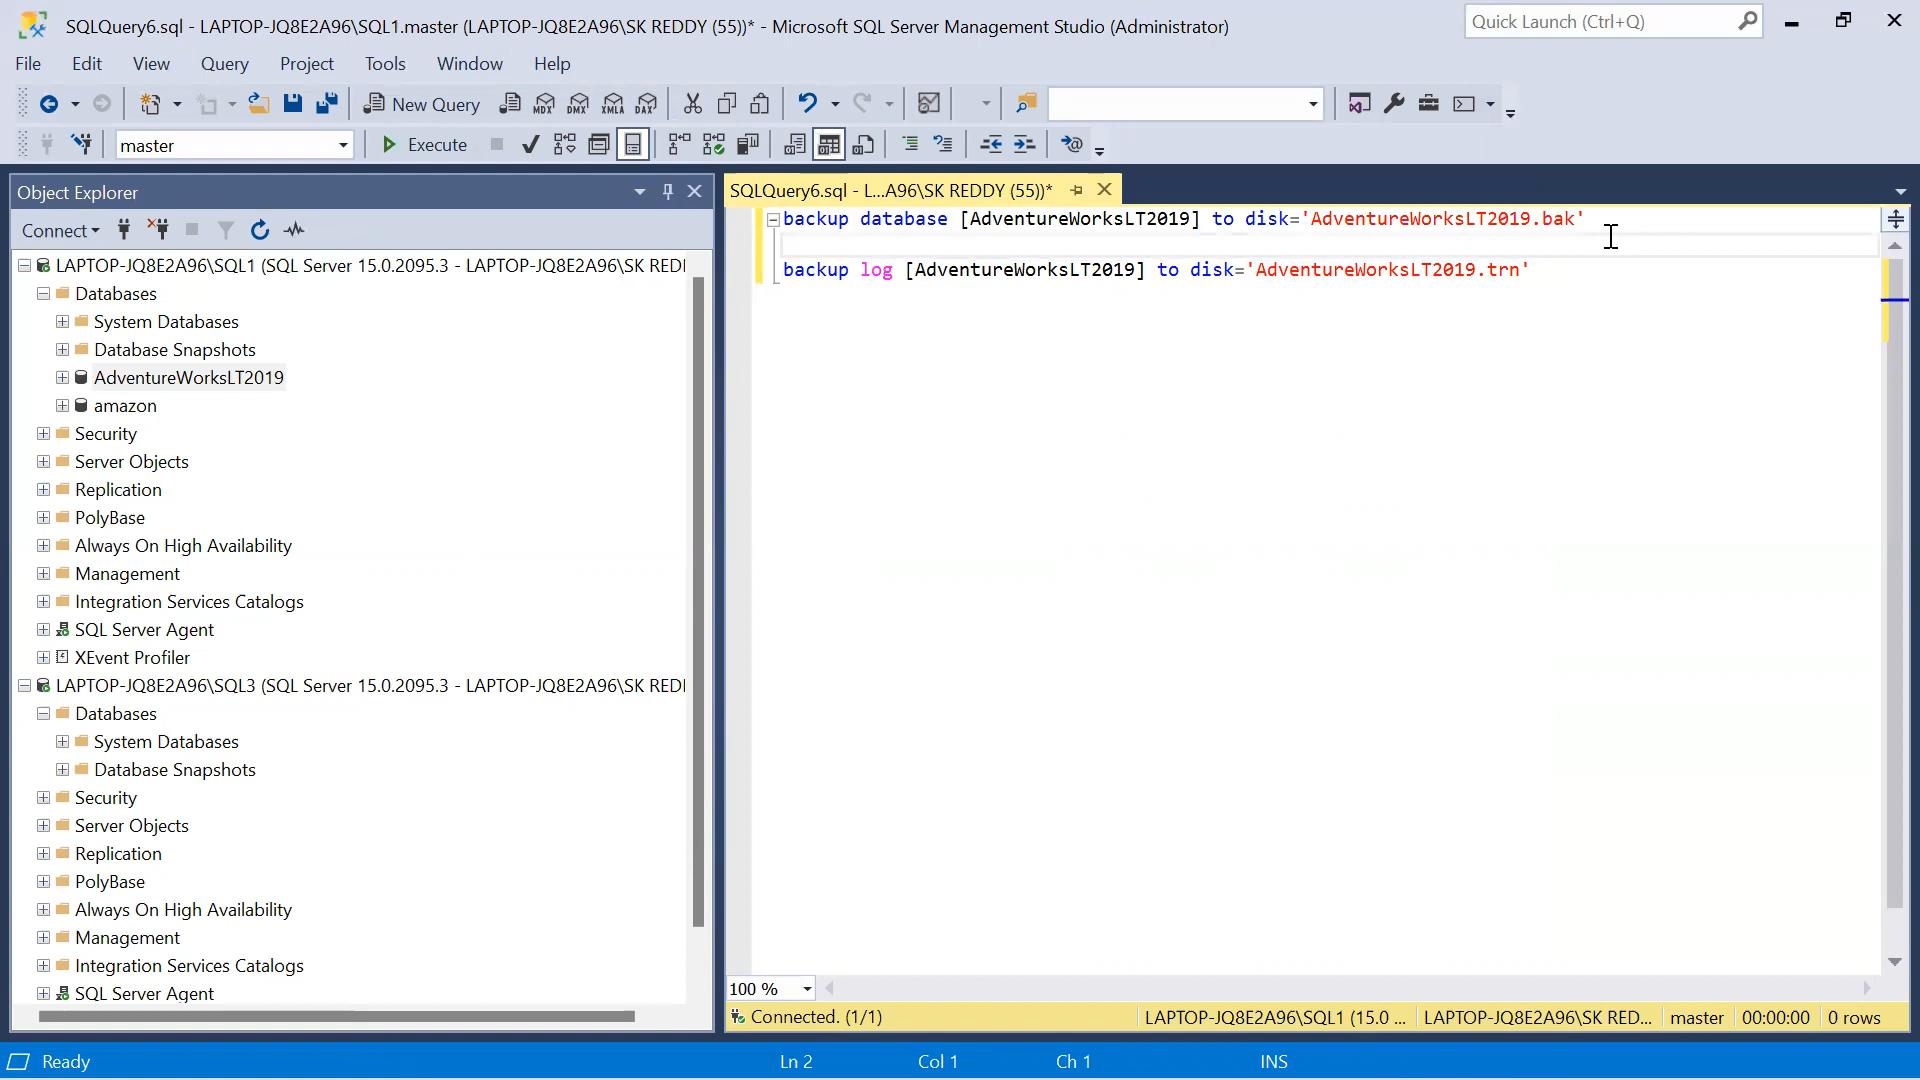 SQLQuery6.sql - LAPTOP-JQ8E2A96\SQL1.master (LAPTOP-JQ8E2A96\SK REDDY (55))* - Microsoft SQL Server Management Studio (Administrator)
Quick Launch (Ctrl+Q)
File Edit View Query Project Tools Window Help
New Query MDX DMX XMLA DAX
master Execute
Object Explorer
SQLQuery6.sql - L...A96\SK REDDY (55))*
Connect
LAPTOP-JQ8E2A96\SQL1 (SQL Server 15.0.2095.3 - LAPTOP-JQ8E2A96\SK REDI
Databases
System Databases
Database Snapshots
AdventureWorksLT2019
amazon
Security
Server Objects
Replication
PolyBase
Always On High Availability
Management
Integration Services Catalogs
SQL Server Agent
XEvent Profiler
LAPTOP-JQ8E2A96\SQL3 (SQL Server 15.0.2095.3 - LAPTOP-JQ8E2A96\SK REDI
Databases
System Databases
Database Snapshots
Security
Server Objects
Replication
PolyBase
Always On High Availability
Management
Integration Services Catalogs
SQL Server Agent
backup database [AdventureWorksLT2019] to disk='AdventureWorksLT2019.bak'
backup log [AdventureWorksLT2019] to disk='AdventureWorksLT2019.trn'
100 %
Connected. (1/1) LAPTOP-JQ8E2A96\SQL1 (15.0 ... LAPTOP-JQ8E2A96\SK RED... master 00:00:00 0 rows
Ready Ln 2 Col 1 Ch 1 INS